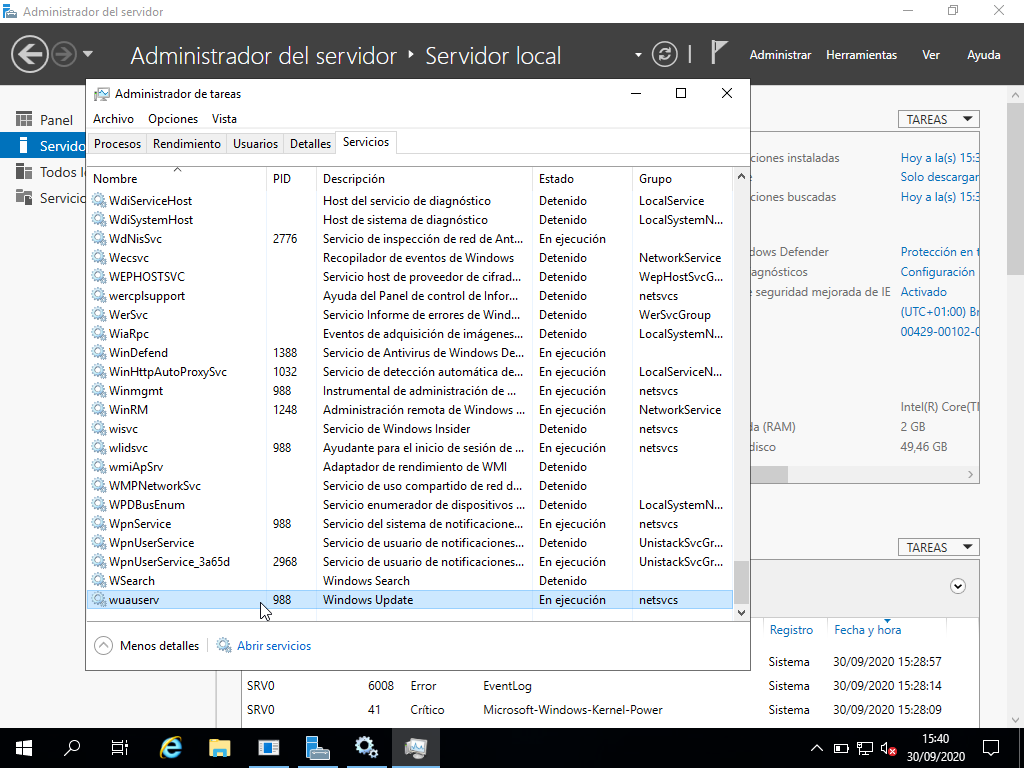 Administrador del servidor
Administrador del servidor ‣ Servidor local
Administrar Herramientas Ver Ayuda
Administrador de tareas
Archivo Opciones Vista
Procesos Rendimiento Usuarios Detalles Servicios
Panel
Servido
Todos l
Servicio
TAREAS
Nombre PID Descripción Estado Grupo
WdiServiceHost Host del servicio de diagnóstico Detenido LocalService
WdiSystemHost Host de sistema de diagnóstico Detenido LocalSystemN...
WdNisSvc 2776 Servicio de inspección de red de Ant... En ejecución
Wecsvc Recopilador de eventos de Windows Detenido NetworkService
WEPHOSTSVC Servicio host de proveedor de cifrad... Detenido WepHostSvcG...
wercplsupport Ayuda del Panel de control de Infor... Detenido netsvcs
WerSvc Servicio Informe de errores de Wind... Detenido WerSvcGroup
WiaRpc Eventos de adquisición de imágenes... Detenido LocalSystemN...
WinDefend 1388 Servicio de Antivirus de Windows De... En ejecución
WinHttpAutoProxySvc 1032 Servicio de detección automática de... En ejecución LocalServiceN...
Winmgmt 988 Instrumental de administración de ... En ejecución netsvcs
WinRM 1248 Administración remota de Windows ... En ejecución NetworkService
wisvc Servicio de Windows Insider Detenido netsvcs
wlidsvc 988 Ayudante para el inicio de sesión de ... En ejecución netsvcs
wmiApSrv Adaptador de rendimiento de WMI Detenido
WMPNetworkSvc Servicio de uso compartido de red d... Detenido
WPDBusEnum Servicio enumerador de dispositivos ... Detenido LocalSystemN...
WpnService 988 Servicio del sistema de notificacione... En ejecución netsvcs
WpnUserService Servicio de usuario de notificaciones... Detenido UnistackSvcGr...
WpnUserService_3a65d 2968 Servicio de usuario de notificaciones... En ejecución UnistackSvcGr...
WSearch Windows Search Detenido
wuauserv 988 Windows Update En ejecución netsvcs
Menos detalles Abrir servicios
ciones instaladas Hoy a la(s) 15:3
Solo descargar
ciones buscadas Hoy a la(s) 15:3
dows Defender Protección en t
agnósticos Configuración
e seguridad mejorada de IE Activado
(UTC+01:00) Br
00429-00102-0
Intel(R) Core(TI
da (RAM) 2 GB
disco 49,46 GB
TAREAS
Registro Fecha y hora
Sistema 30/09/2020 15:28:57
SRV0 6008 Error EventLog Sistema 30/09/2020 15:28:14
SRV0 41 Crítico Microsoft-Windows-Kernel-Power Sistema 30/09/2020 15:28:09
15:40
30/09/2020